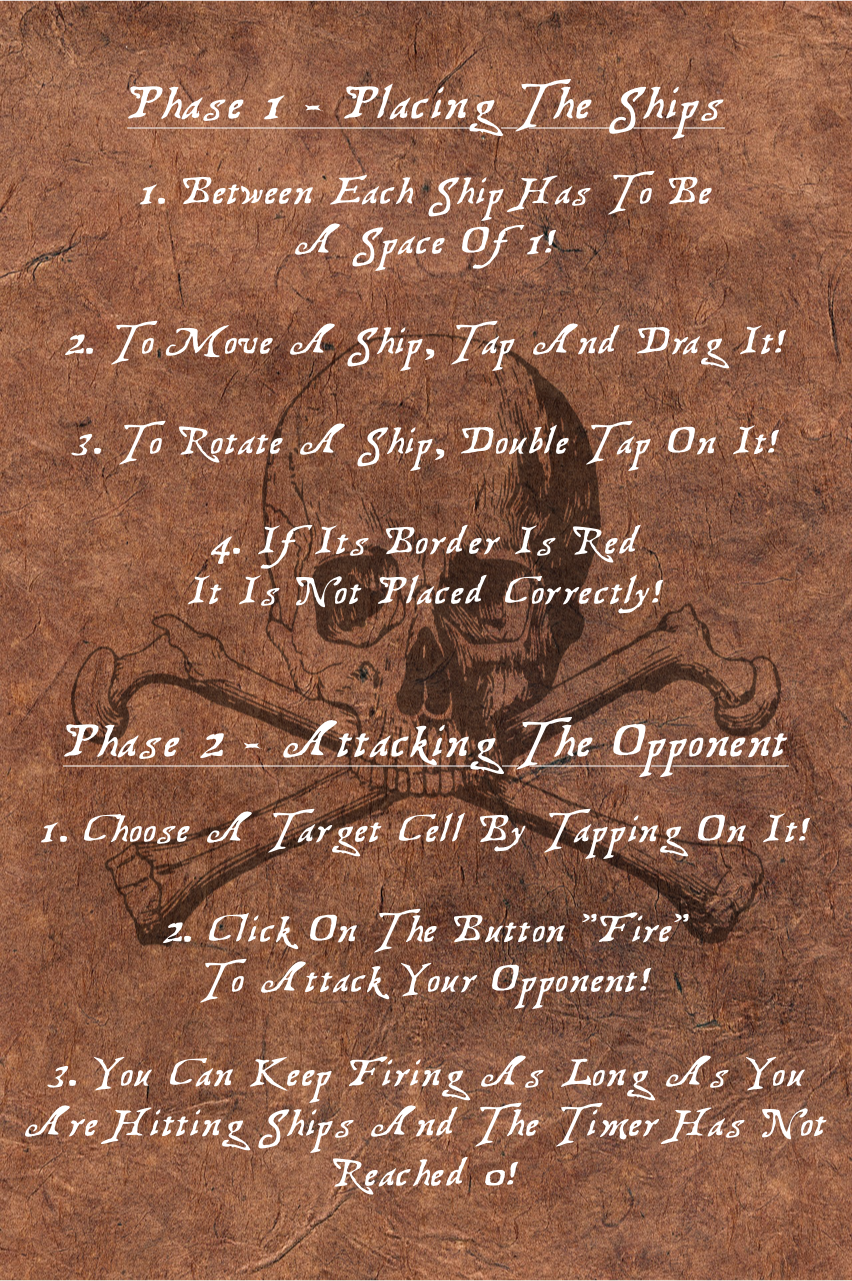 Phase 1 - Placing The Ships
1. Between Each Ship Has To Be
A Space Of 1!
2. To Move A Ship, Tap And Drag It!
3. To Rotate A Ship, Double Tap On It!
4. If Its Border Is Red
It Is Not Placed Correctly!
Phase 2 - Attacking The Opponent
1. Choose A Target Cell By Tapping On It!
2. Click On The Button "Fire"
To Attack Your Opponent!
3. You Can Keep Firing As Long As You
Are Hitting Ships And The Timer Has Not
Reached 0!